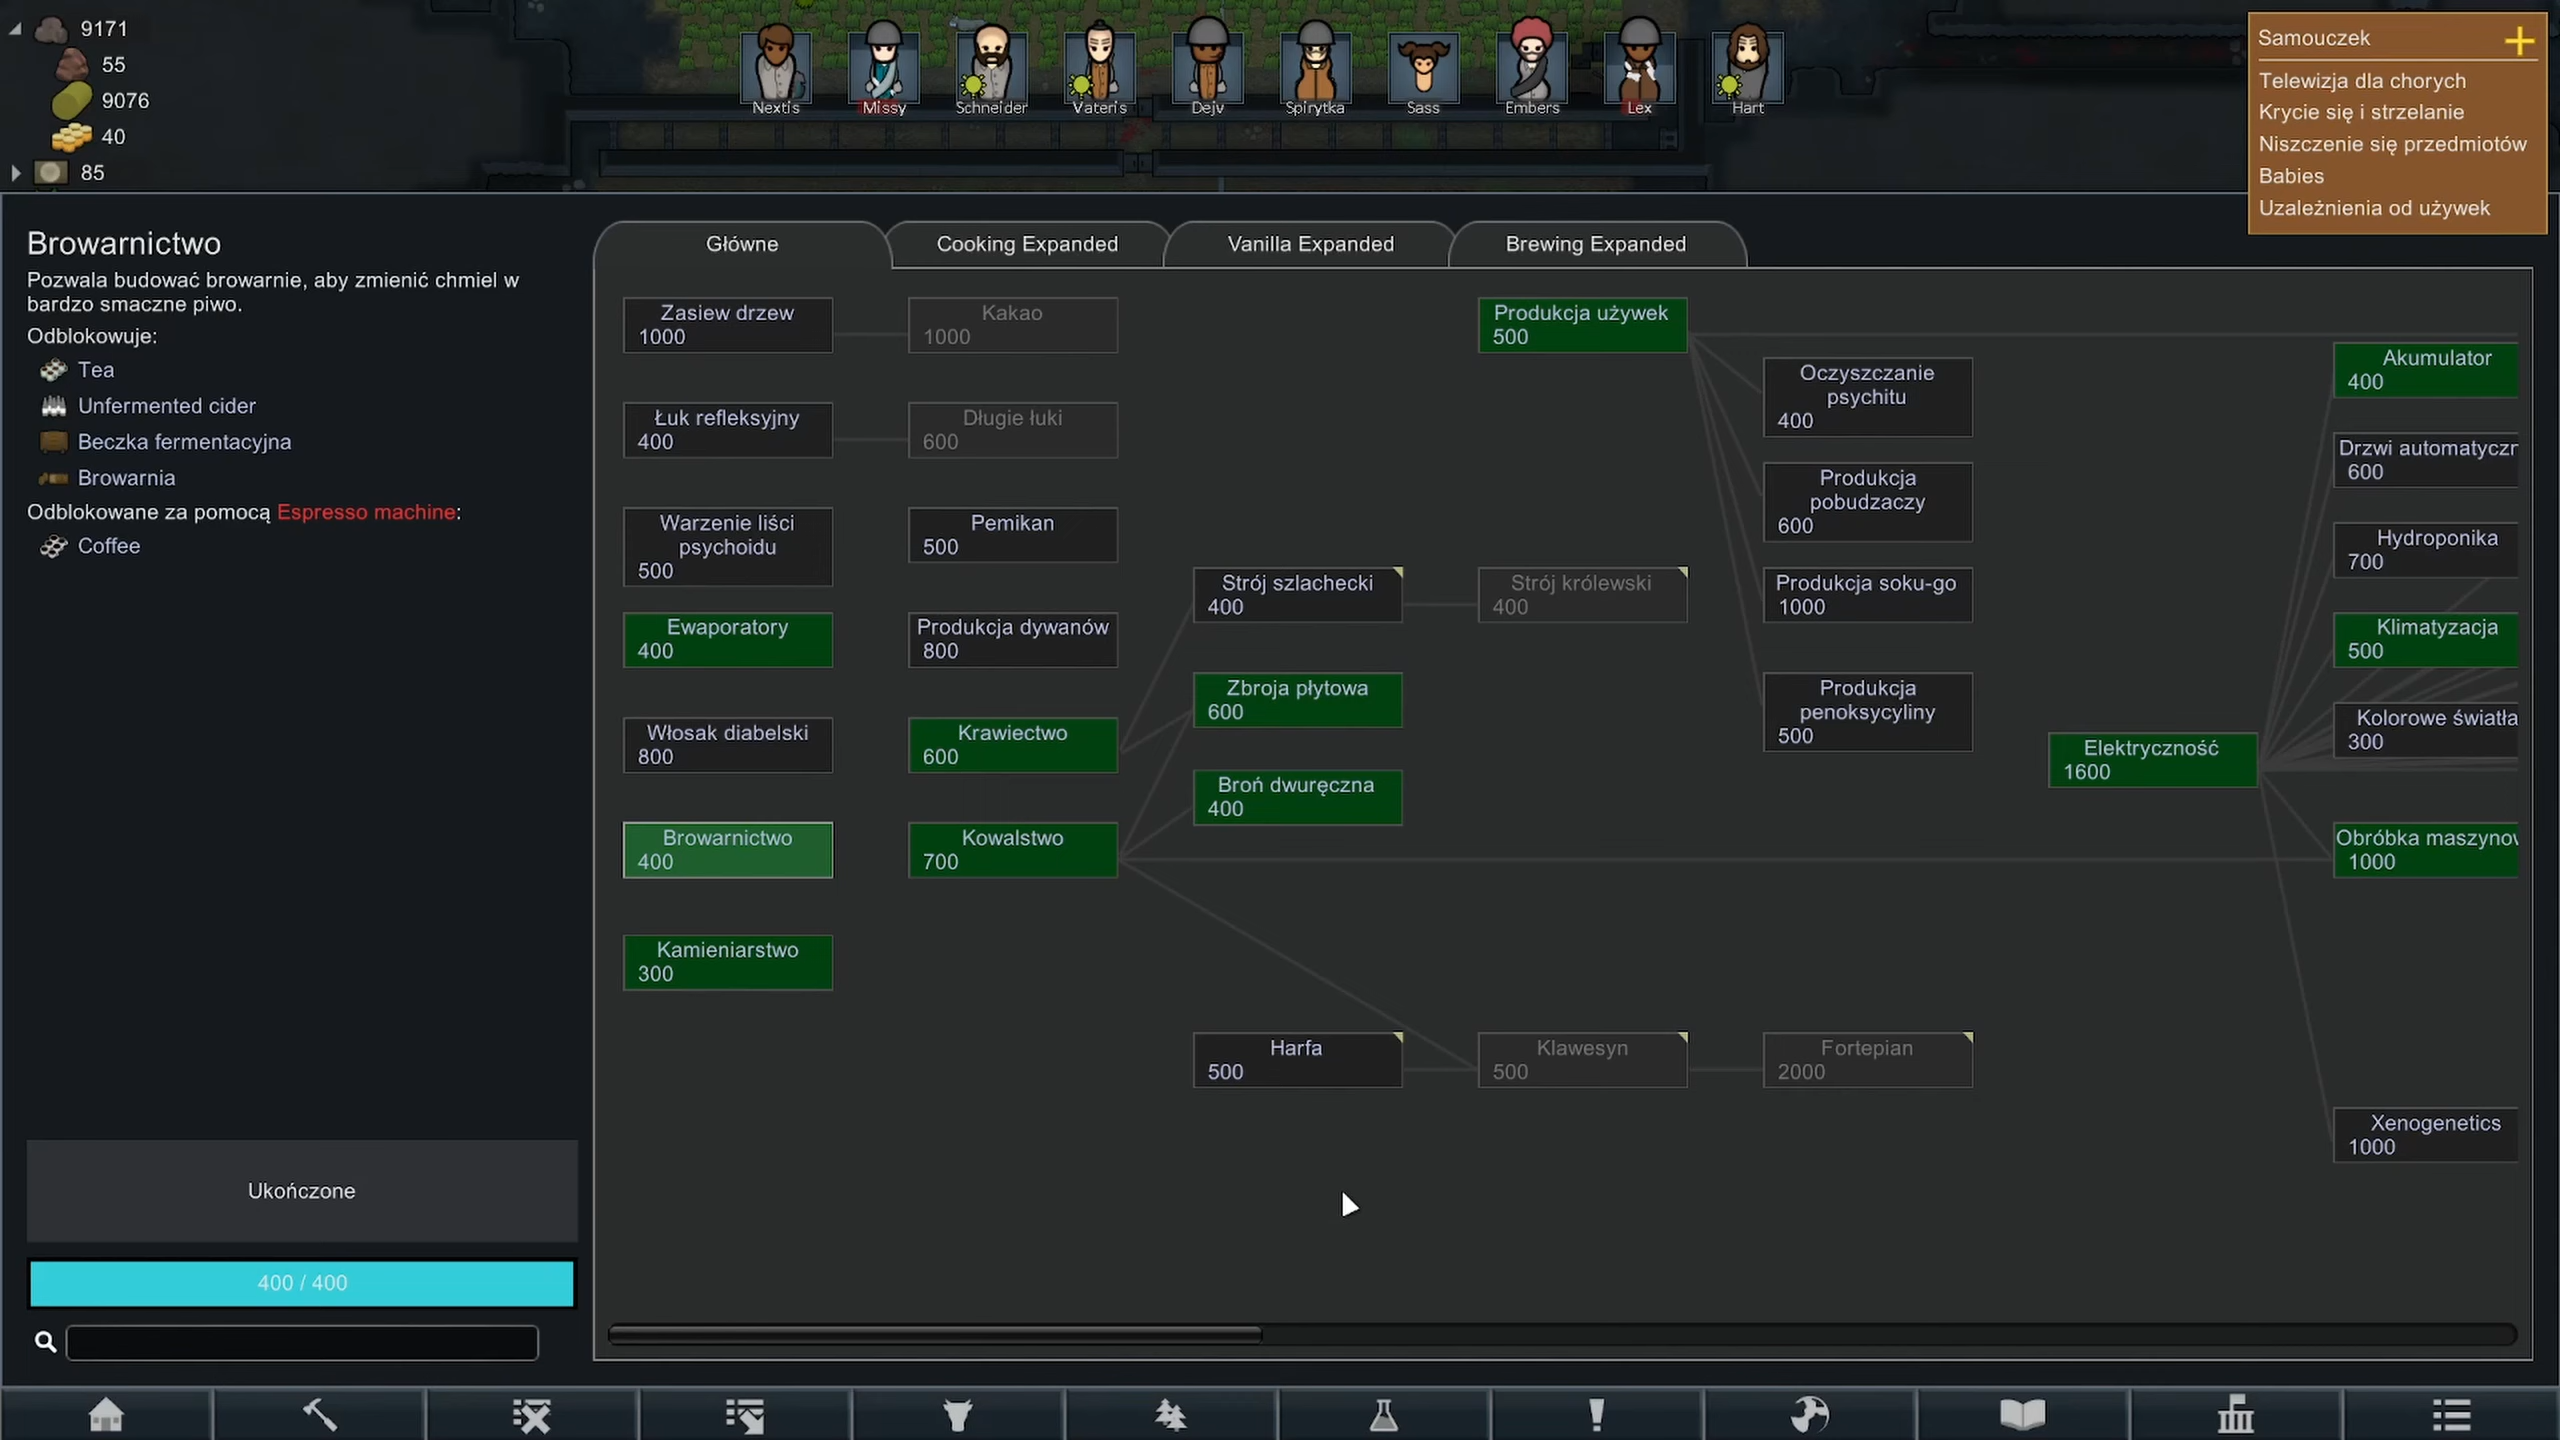 9171
55
9076
40
85
Nextis
Missy
Schneider
Vateris
Dejv
Spirytka
Sass
Embers
Lex
Hart
Samouczek
Telewizja dla chorych
Krycie się i strzelanie
Niszczenie się przedmiotów
Babies
Uzależnienia od używek
Browarnictwo
Pozwala budować browarnie, aby zmienić chmiel w
bardzo smaczne piwo.
Odblokowuje:
Tea
Unfermented cider
Beczka fermentacyjna
Browarnia
Odblokowane za pomocą Espresso machine:
Coffee
Ukończone
400 / 400
Główne
Cooking Expanded
Vanilla Expanded
Brewing Expanded
Zasiew drzew
1000
Kakao
1000
Produkcja używek
500
Łuk refleksyjny
400
Długie łuki
600
Oczyszczanie
psychitu
400
Akumulator
400
Drzwi automatyczn
600
Warzenie liści
psychoidu
500
Pemikan
500
Produkcja
pobudzaczy
600
Hydroponika
700
Strój szlachecki
400
Strój królewski
400
Produkcja soku-go
1000
Ewaporatory
400
Produkcja dywanów
800
Klimatyzacja
500
Zbroja płytowa
600
Produkcja
penoksycyliny
500
Włosak diabelski
800
Krawiectwo
600
Kolorowe światła
300
Elektryczność
1600
Broń dwuręczna
400
Browarnictwo
400
Kowalstwo
700
Obróbka maszynow
1000
Kamieniarstwo
300
Harfa
500
Klawesyn
500
Fortepian
2000
Xenogenetics
1000